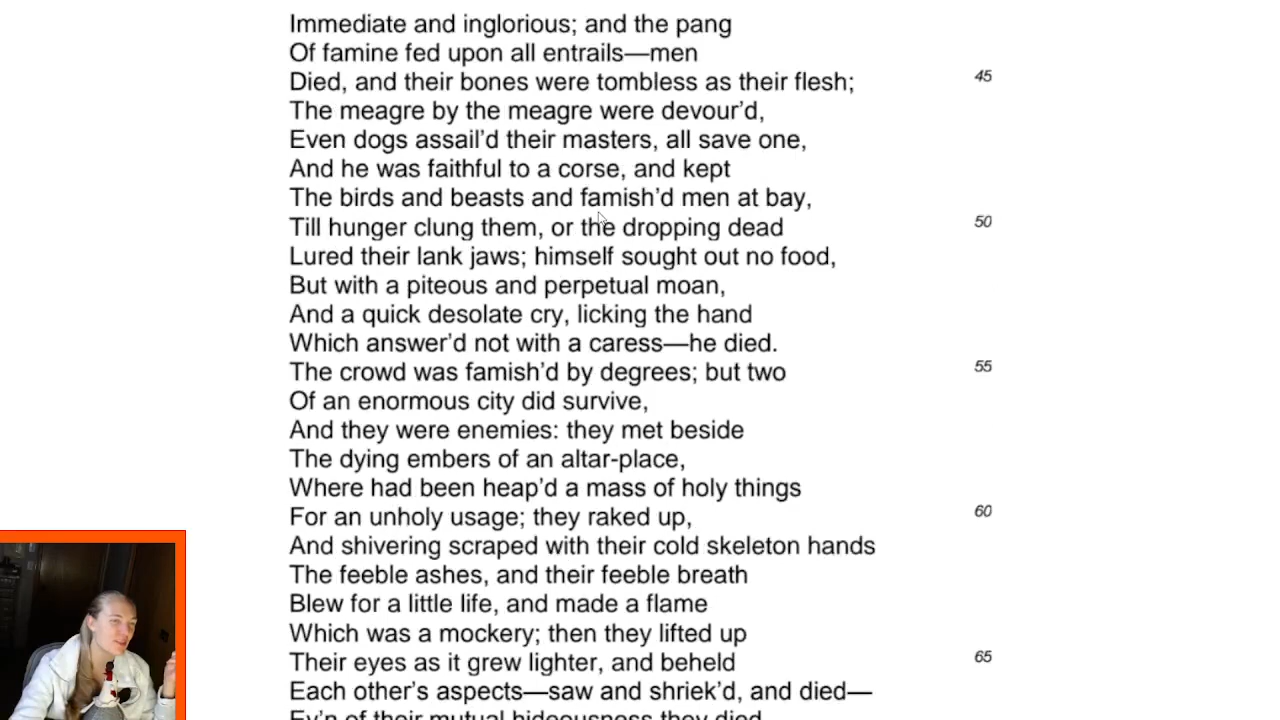 Immediate and inglorious; and the pang
Of famine fed upon all entrails—men
Died, and their bones were tombless as their flesh; 45
The meagre by the meagre were devour'd,
Even dogs assail'd their masters, all save one,
And he was faithful to a corse, and kept
The birds and beasts and famish'd men at bay,
Till hunger clung them, or the dropping dead 50
Lured their lank jaws; himself sought out no food,
But with a piteous and perpetual moan,
And a quick desolate cry, licking the hand
Which answer'd not with a caress—he died.
The crowd was famish'd by degrees; but two 55
Of an enormous city did survive,
And they were enemies: they met beside
The dying embers of an altar-place,
Where had been heap'd a mass of holy things
For an unholy usage; they raked up, 60
And shivering scraped with their cold skeleton hands
The feeble ashes, and their feeble breath
Blew for a little life, and made a flame
Which was a mockery; then they lifted up
Their eyes as it grew lighter, and beheld 65
Each other's aspects—saw and shriek'd, and died—
Ev'n of their mutual hideousness they died